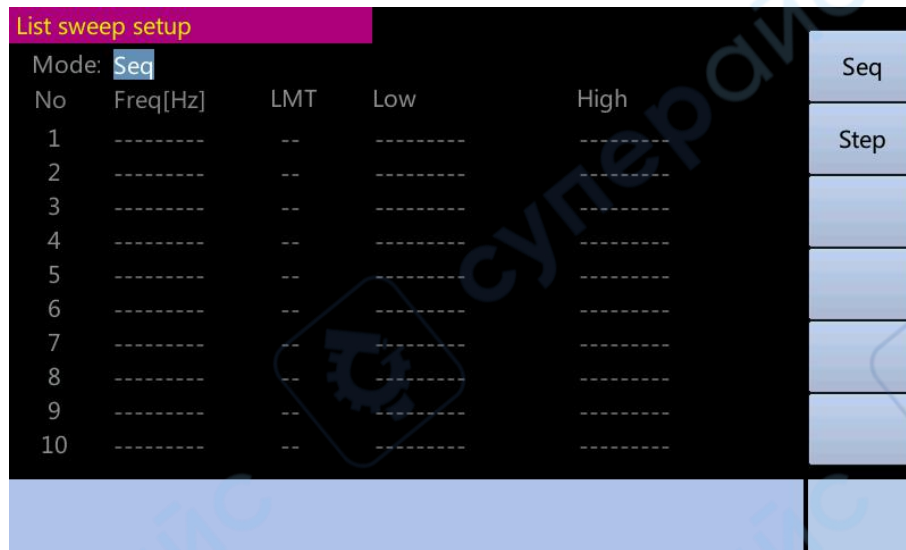 List sweep setup
Mode: Seq
No Freq[Hz] LMT Low High
1 --------- -- --------- ---------
2 --------- -- --------- ---------
3 --------- -- --------- ---------
4 --------- -- --------- ---------
5 --------- -- --------- ---------
6 --------- -- --------- ---------
7 --------- -- --------- ---------
8 --------- -- --------- ---------
9 --------- -- --------- ---------
10 --------- -- --------- ---------
Seq
Step
суперайс